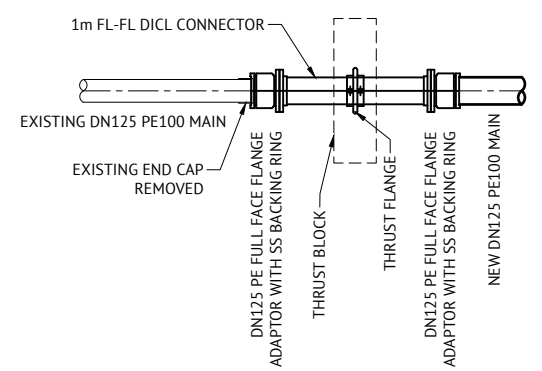 1m FL-FL DICL CONNECTOR
EXISTING DN125 PE100 MAIN
EXISTING END CAP
REMOVED
DN125 PE FULL FACE FLANGE
ADAPTOR WITH SS BACKING RING
THRUST BLOCK
THRUST FLANGE
DN125 PE FULL FACE FLANGE
ADAPTOR WITH SS BACKING RING
NEW DN125 PE100 MAIN